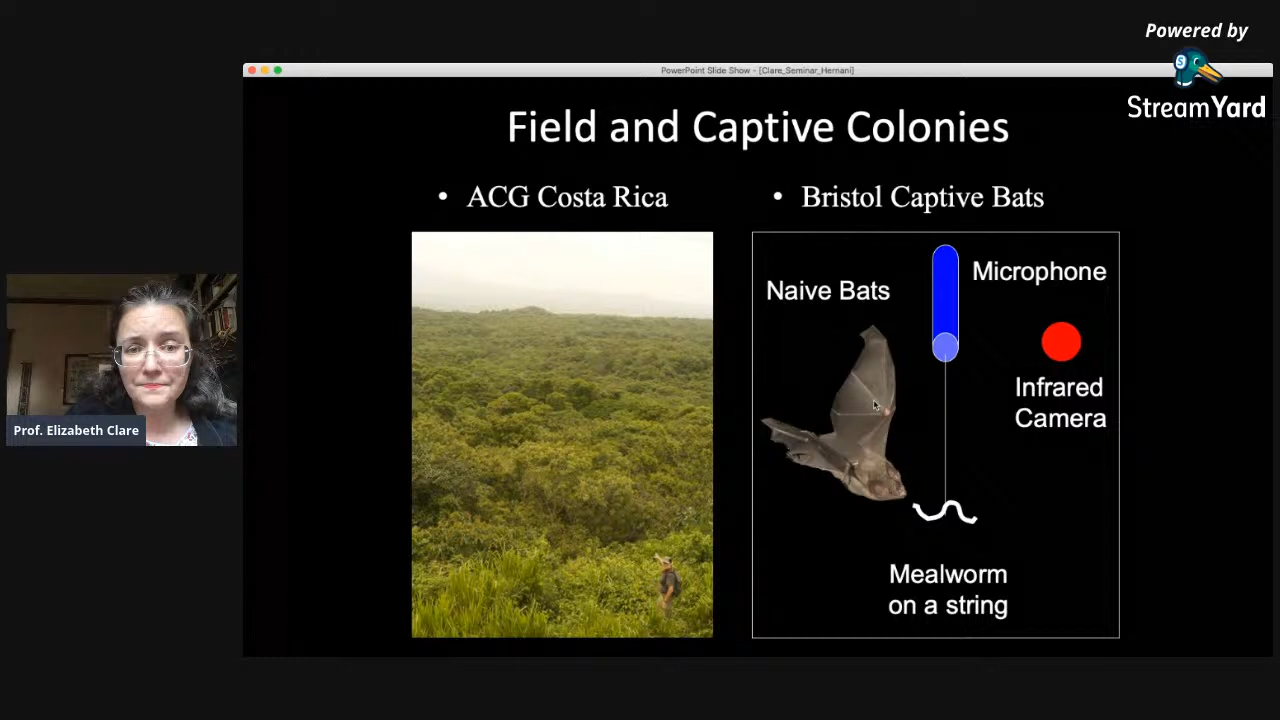 Powered by
StreamYard
PowerPoint Slide Show - [Clare_Seminar_Hernani]
Field and Captive Colonies
• ACG Costa Rica
• Bristol Captive Bats
Naive Bats
Microphone
Infrared
Camera
Mealworm
on a string
Prof. Elizabeth Clare